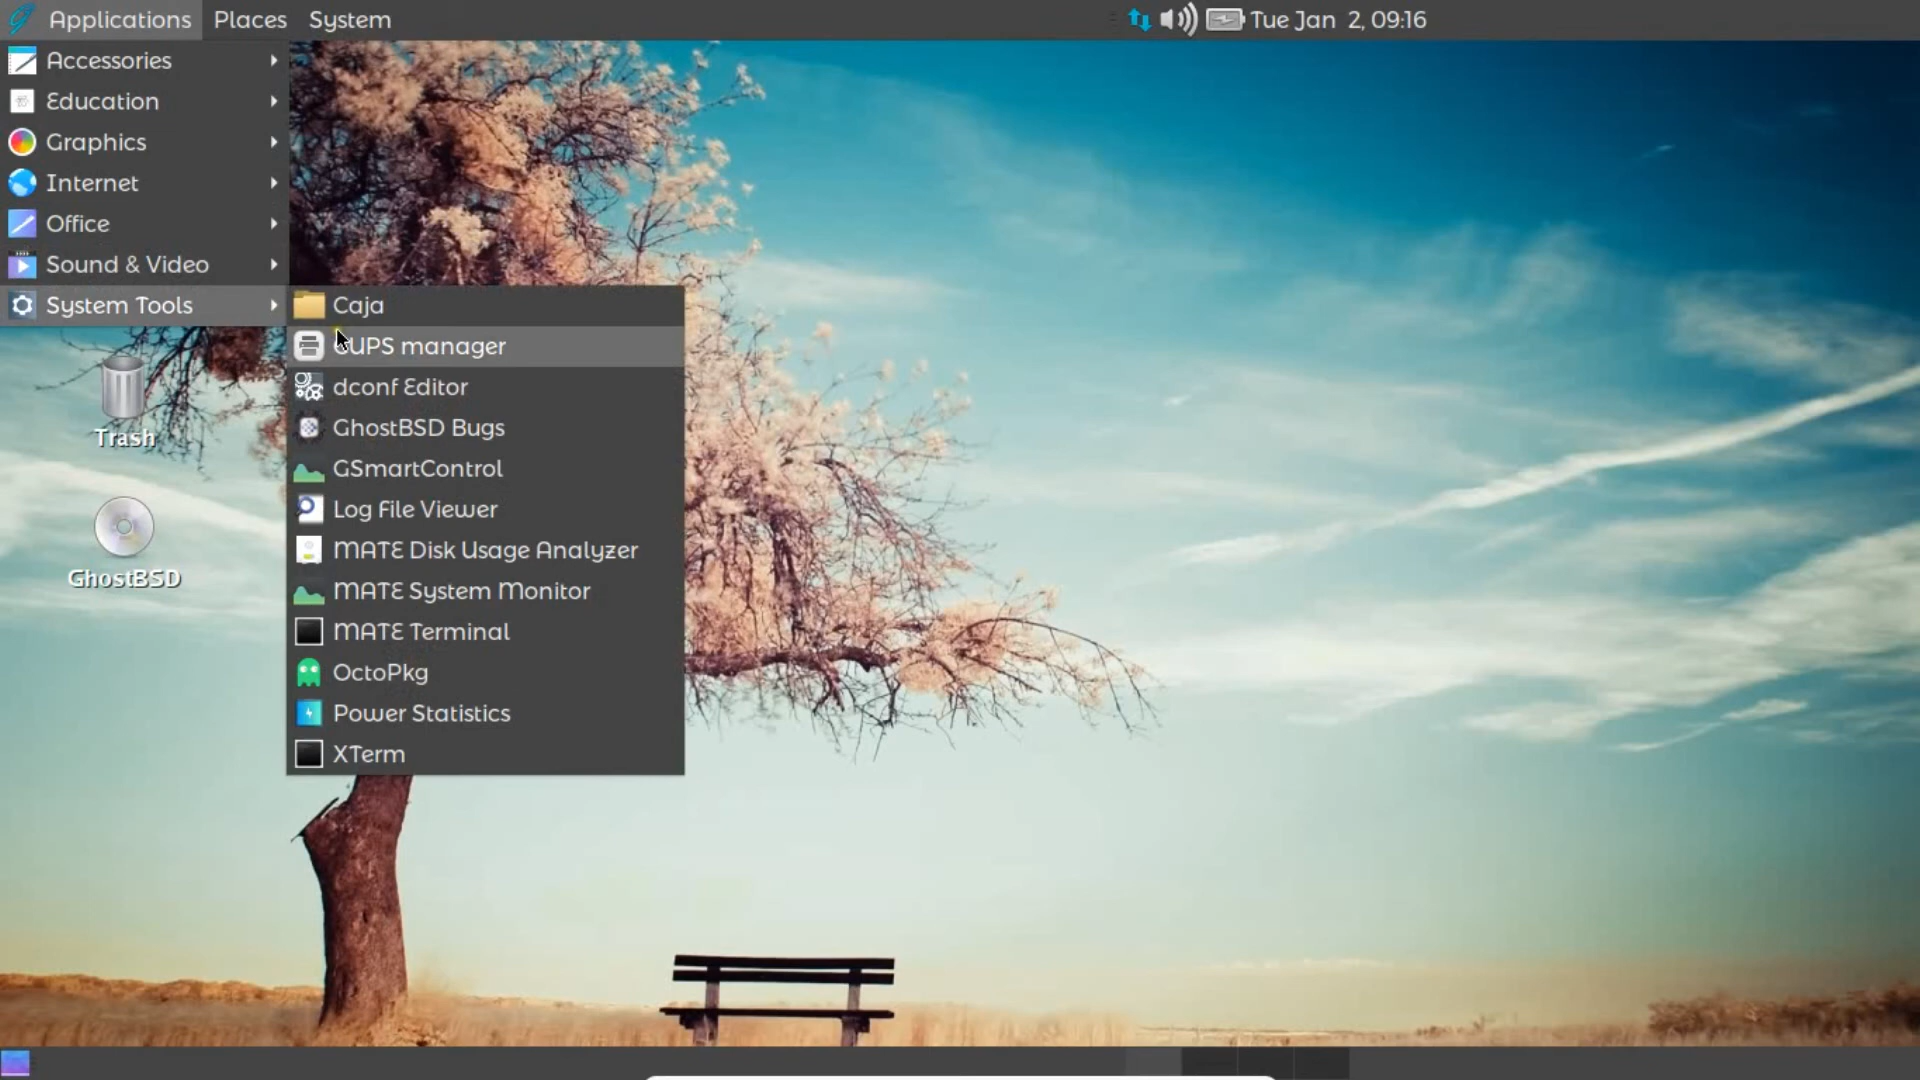 Applications Places System
Tue Jan 2, 09:16
Accessories
Education
Graphics
Internet
Office
Sound & Video
System Tools
Caja
CUPS manager
dconf Editor
GhostBSD Bugs
GSmartControl
Log File Viewer
MATE Disk Usage Analyzer
MATE System Monitor
MATE Terminal
OctoPkg
Power Statistics
XTerm
Trash
GhostBSD